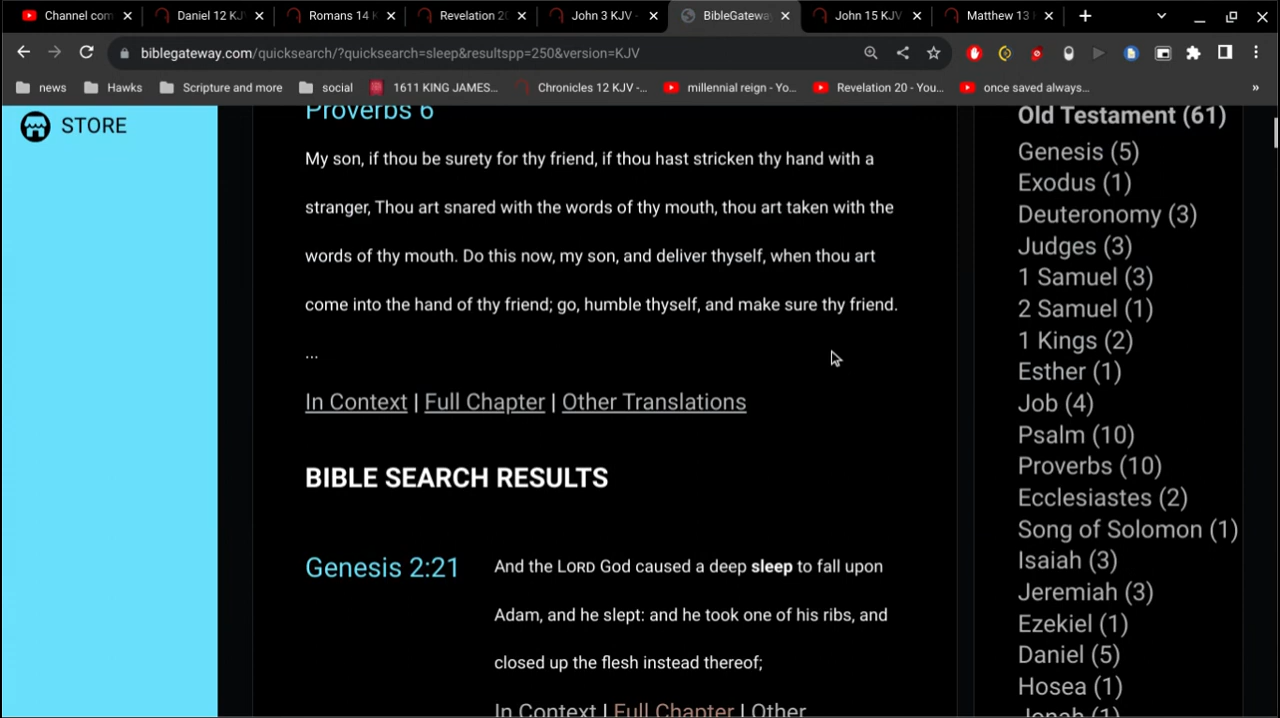 Channel com
Daniel 12 KJ
Romans 14 K
Revelation 2
John 3 KJV -
BibleGateway
John 15 KJV
Matthew 13
biblegateway.com/quicksearch/?quicksearch=sleep&resultspp=250&version=KJV
news
Hawks
Scripture and more
social
1611 KING JAMES...
Chronicles 12 KJV -...
millennial reign - Yo...
Revelation 20 - You...
once saved always...
»
STORE
Proverbs 6
My son, if thou be surety for thy friend, if thou hast stricken thy hand with a
stranger, Thou art snared with the words of thy mouth, thou art taken with the
words of thy mouth. Do this now, my son, and deliver thyself, when thou art
come into the hand of thy friend; go, humble thyself, and make sure thy friend.
...
In Context | Full Chapter | Other Translations
BIBLE SEARCH RESULTS
Genesis 2:21
And the LORD God caused a deep sleep to fall upon
Adam, and he slept: and he took one of his ribs, and
closed up the flesh instead thereof;
In Context | Full Chapter | Other
Old Testament (61)
Genesis (5)
Exodus (1)
Deuteronomy (3)
Judges (3)
1 Samuel (3)
2 Samuel (1)
1 Kings (2)
Esther (1)
Job (4)
Psalm (10)
Proverbs (10)
Ecclesiastes (2)
Song of Solomon (1)
Isaiah (3)
Jeremiah (3)
Ezekiel (1)
Daniel (5)
Hosea (1)
Jonah (1)